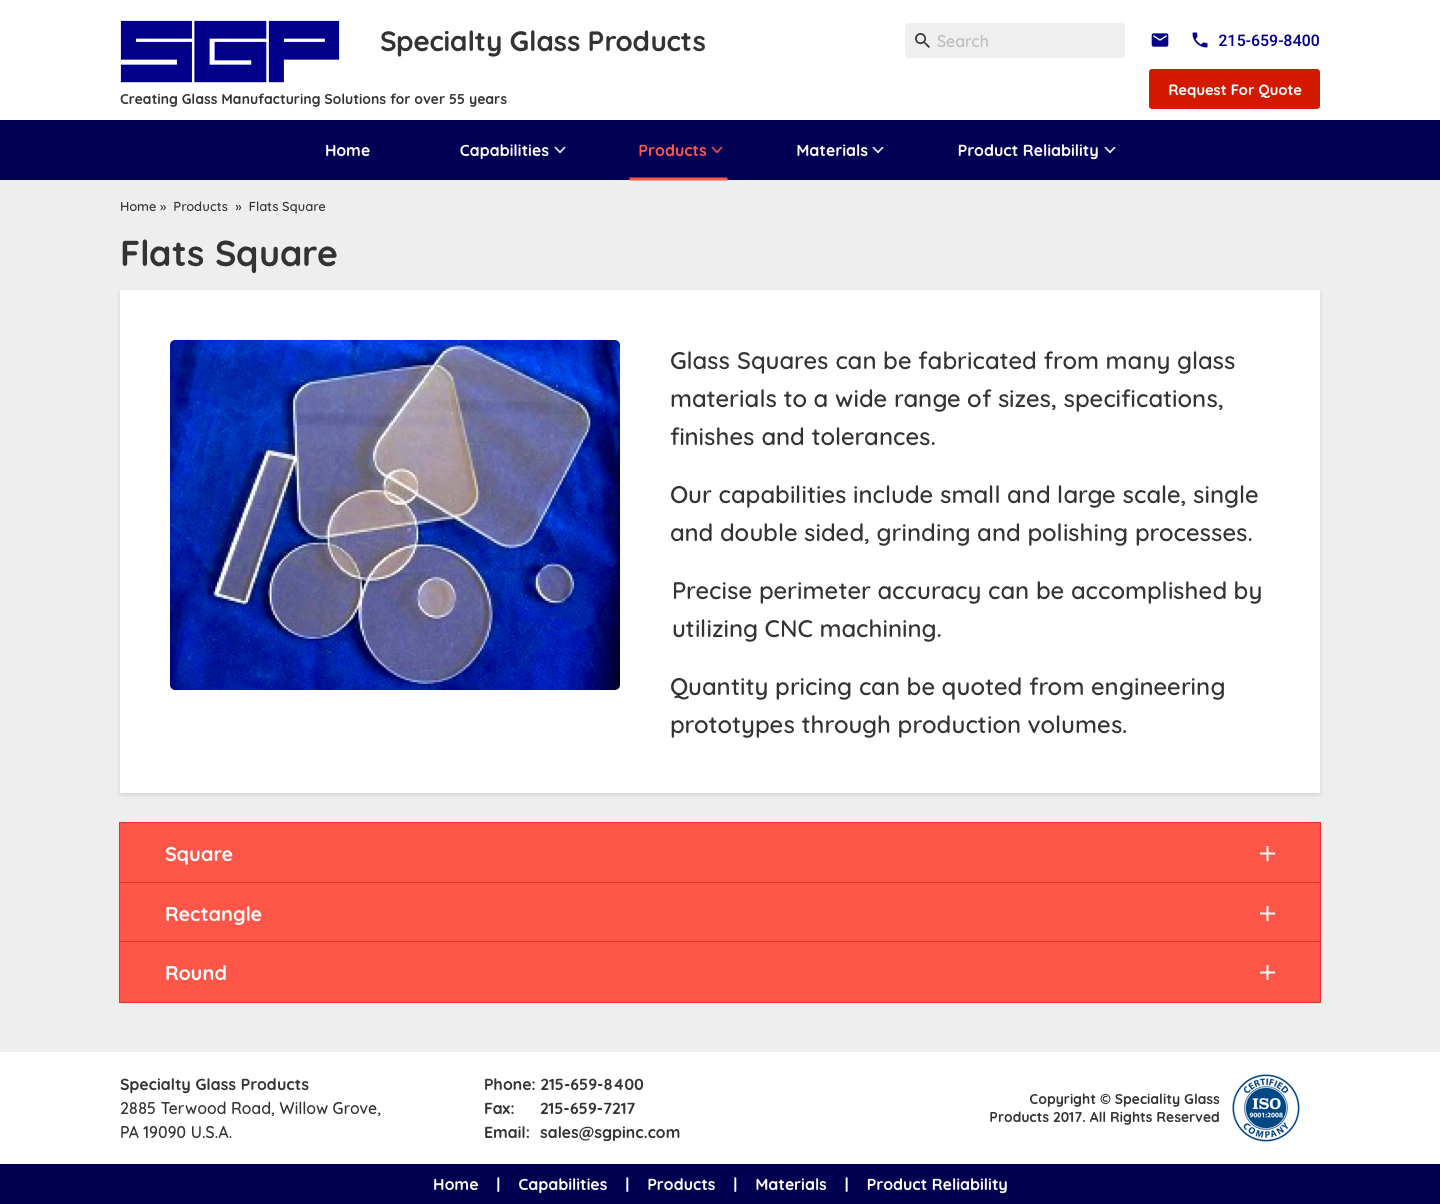 SGP
Specialty Glass Products
Search
215-659-8400
Creating Glass Manufacturing Solutions for over 55 years
Request For Quote
Home
Capabilities
Products
Materials
Product Reliability
Home » Products » Flats Square
Flats Square
Glass Squares can be fabricated from many glass
materials to a wide range of sizes, specifications,
finishes and tolerances.
Our capabilities include small and large scale, single
and double sided, grinding and polishing processes.
Precise perimeter accuracy can be accomplished by
utilizing CNC machining.
Quantity pricing can be quoted from engineering
prototypes through production volumes.
Square
Rectangle
Round
Specialty Glass Products
2885 Terwood Road, Willow Grove,
PA 19090 U.S.A.
Phone: 215-659-8400
Fax: 215-659-7217
Email: sales@sgpinc.com
Copyright © Speciality Glass
Products 2017. All Rights Reserved
CERTIFIED
ISO
9001:2008
COMPANY
Home | Capabilities | Products | Materials | Product Reliability